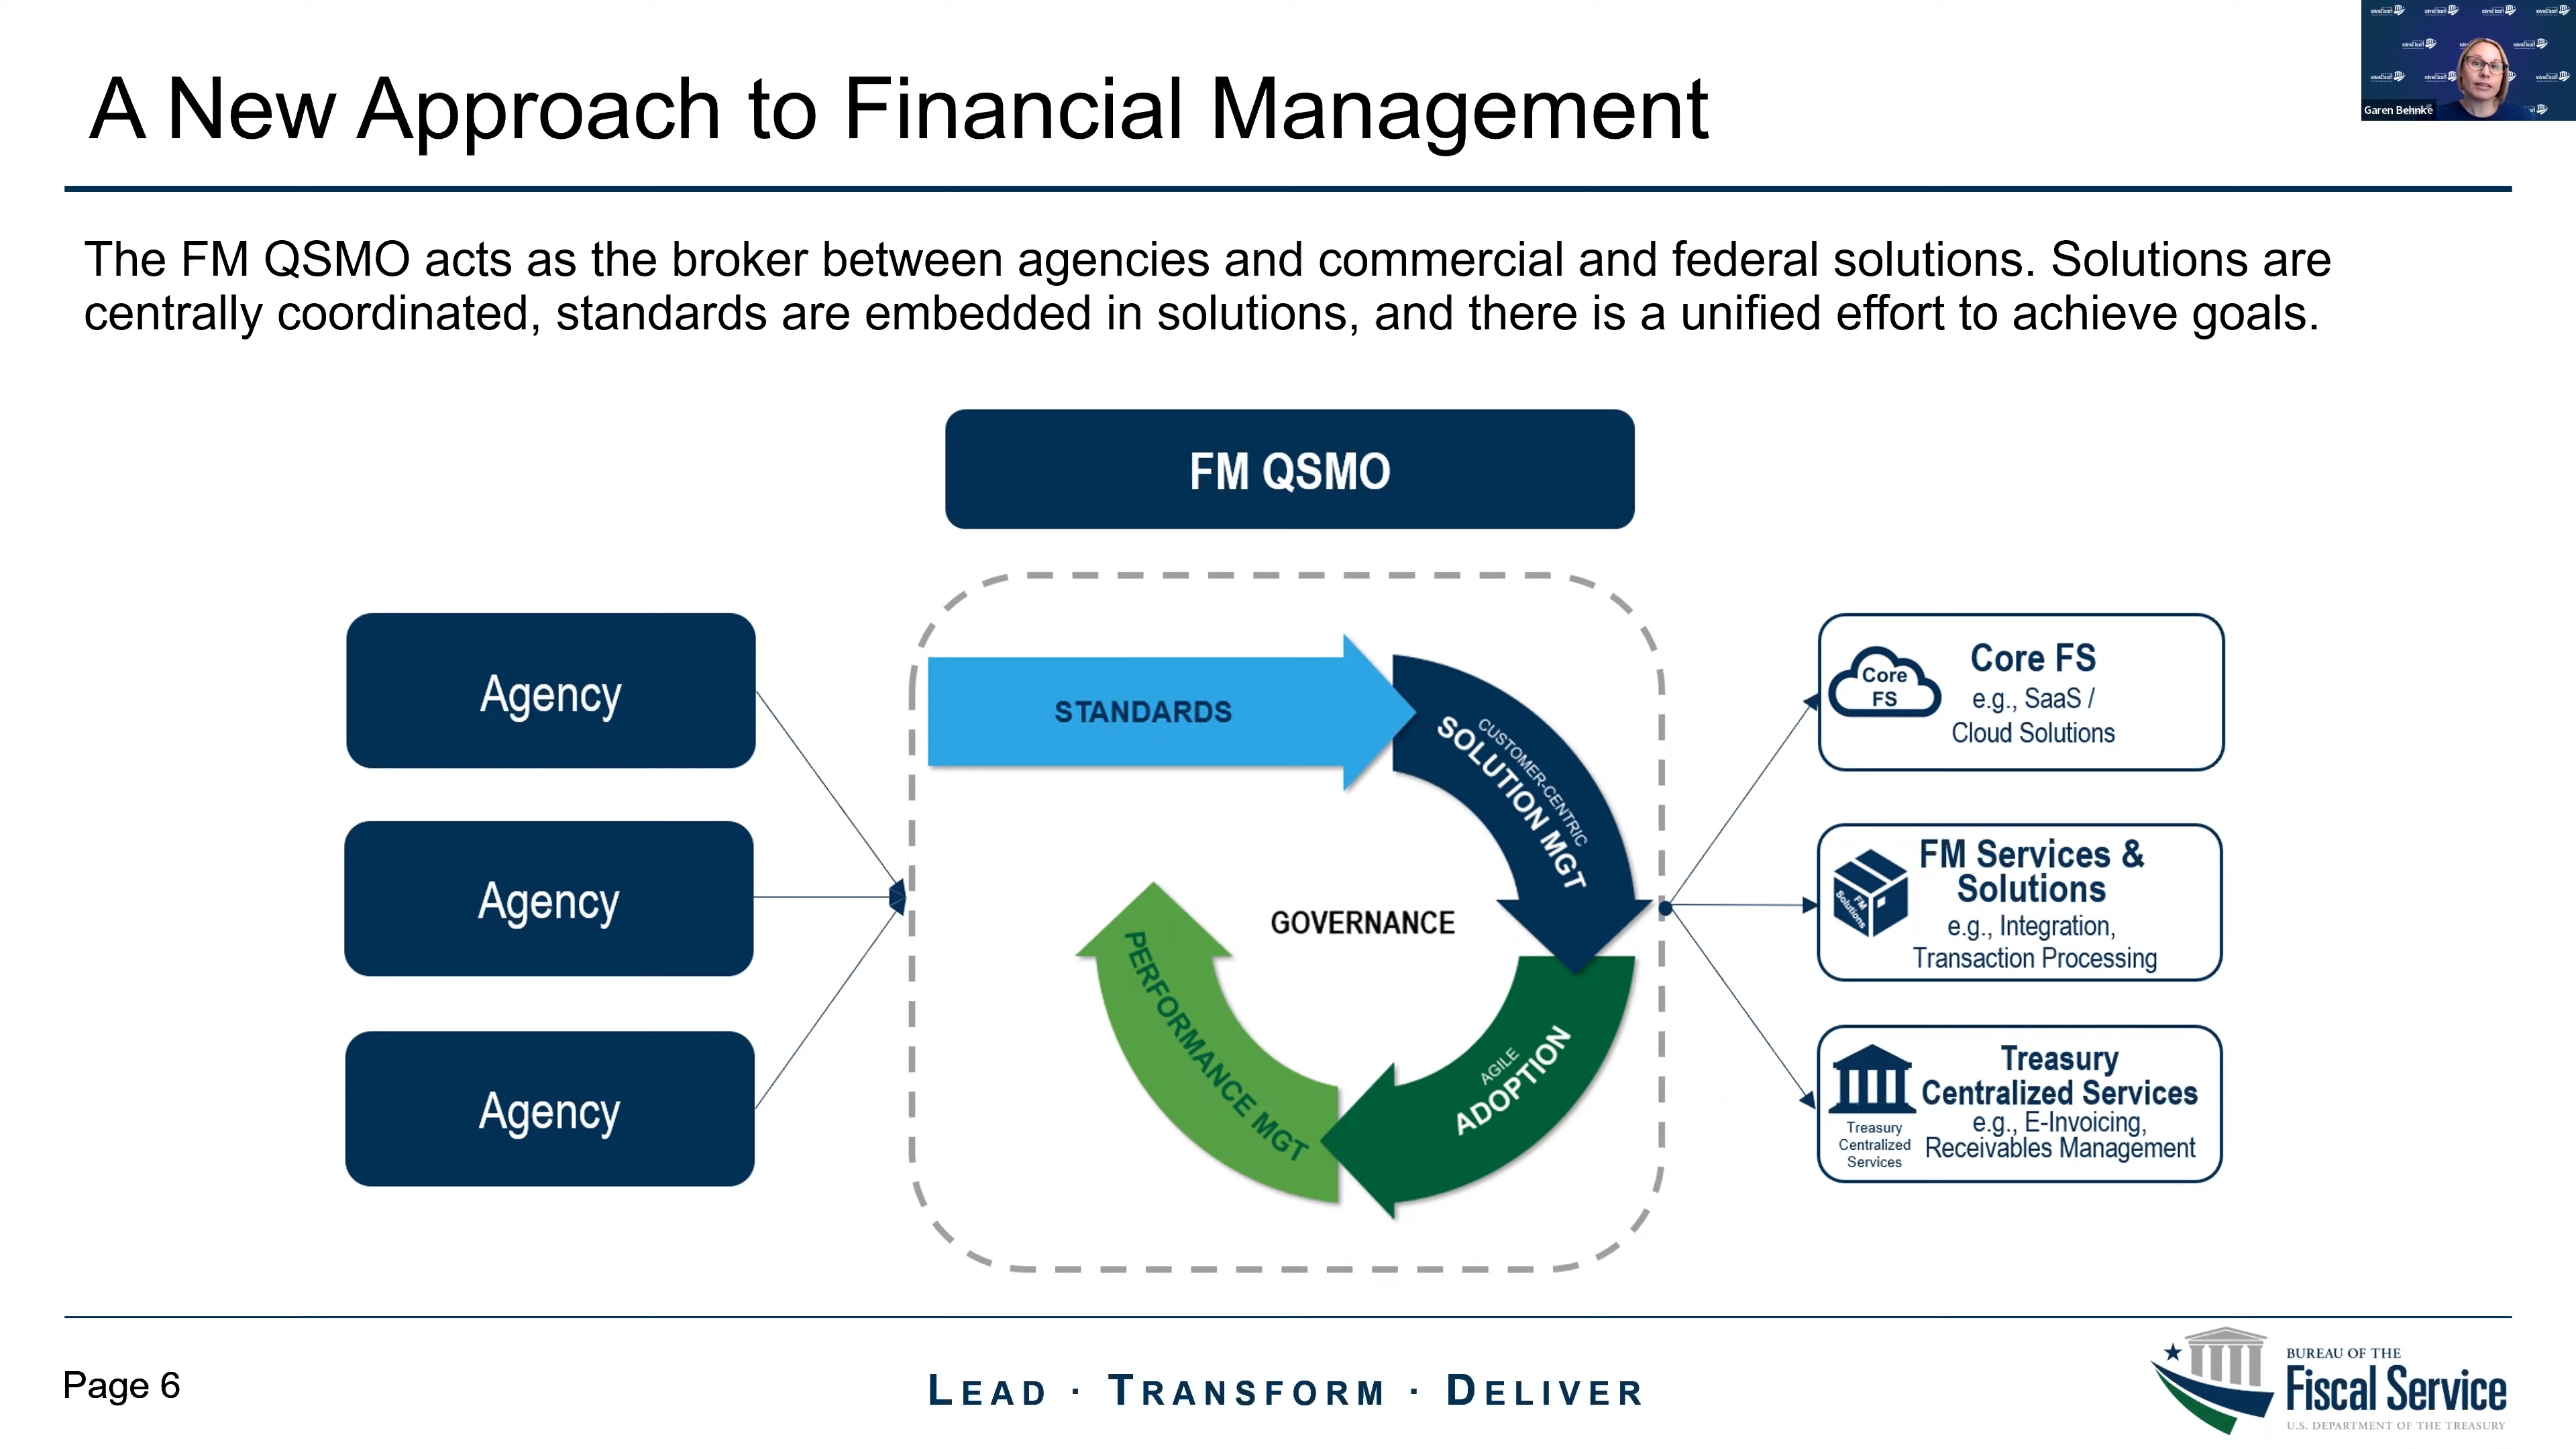 A New Approach to Financial Management
Garen Behnke
The FM QSMO acts as the broker between agencies and commercial and federal solutions. Solutions are
centrally coordinated, standards are embedded in solutions, and there is a unified effort to achieve goals.
FM QSMO
Agency
Agency
Agency
STANDARDS
CUSTOMER-CENTRIC
SOLUTION MGT
GOVERNANCE
AGILE
ADOPTION
PERFORMANCE MGT
Core
FS
Core FS
e.g., SaaS /
Cloud Solutions
FM
Solutions
FM Services &
Solutions
e.g., Integration,
Transaction Processing
Treasury
Centralized
Services
Treasury
Centralized Services
e.g., E-Invoicing,
Receivables Management
Page 6
LEAD · TRANSFORM · DELIVER
BUREAU OF THE
Fiscal Service
U.S. DEPARTMENT OF THE TREASURY